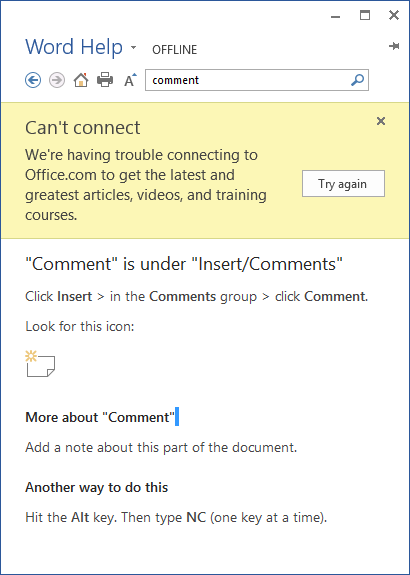 Word Help OFFLINE
A comment
Can't connect
We're having trouble connecting to
Office.com to get the latest and
greatest articles, videos, and training
courses.
Try again
"Comment" is under "Insert/Comments"
Click Insert > in the Comments group > click Comment.
Look for this icon:
More about "Comment"
Add a note about this part of the document.
Another way to do this
Hit the Alt key. Then type NC (one key at a time).